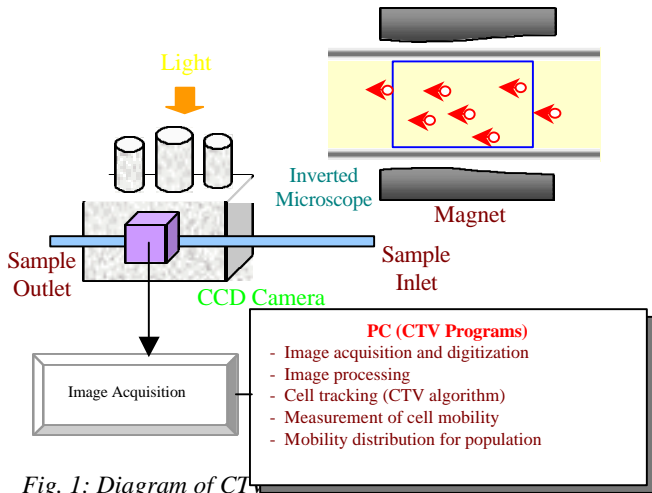 Light
Inverted
Microscope
Magnet
Sample
Outlet
Sample
Inlet
CCD Camera
PC (CTV Programs)
- Image acquisition and digitization
- Image processing
- Cell tracking (CTV algorithm)
- Measurement of cell mobility
- Mobility distribution for population
Image Acquisition
Fig. 1: Diagram of CT